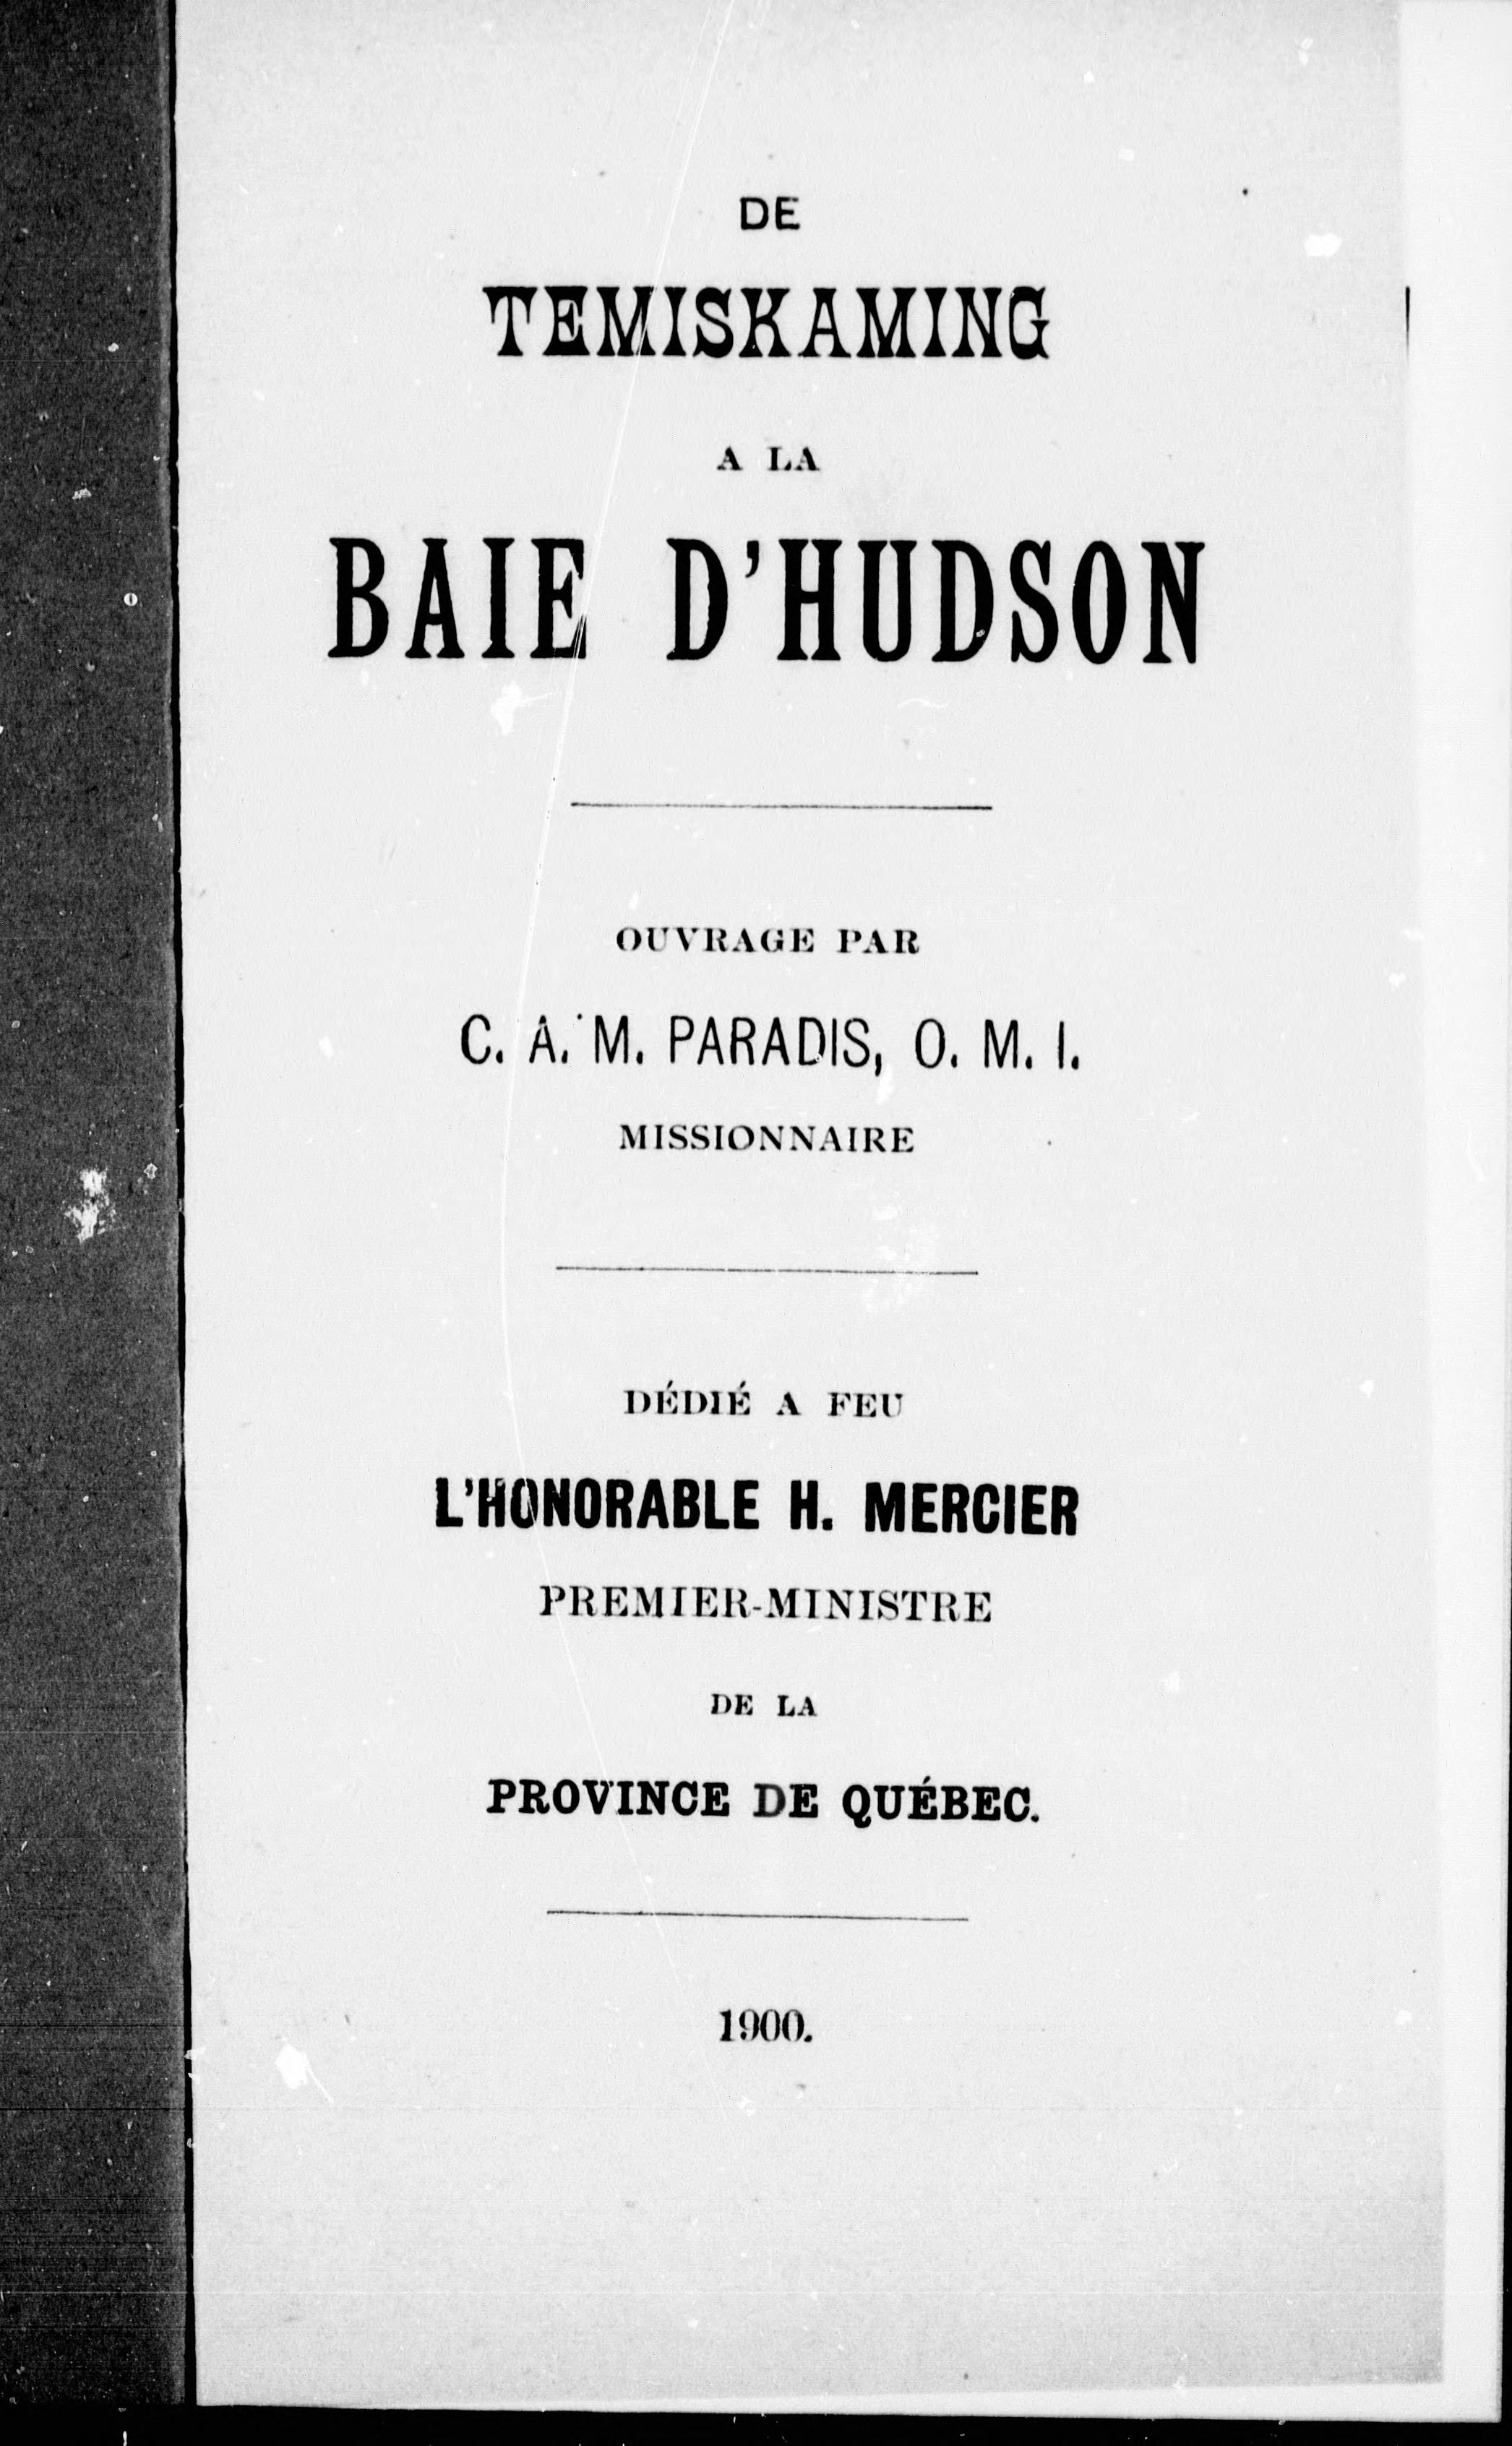 DE
TEMISKAMING
A LA
BAIE D'HUDSON
OUVRAGE PAR
C. A. M. PARADIS, O. M. I.
MISSIONNAIRE
DÉDIÉ A FEU
L'HONORABLE H. MERCIER
PREMIER-MINISTRE
DE LA
PROVINCE DE QUÉBEC.
1900.